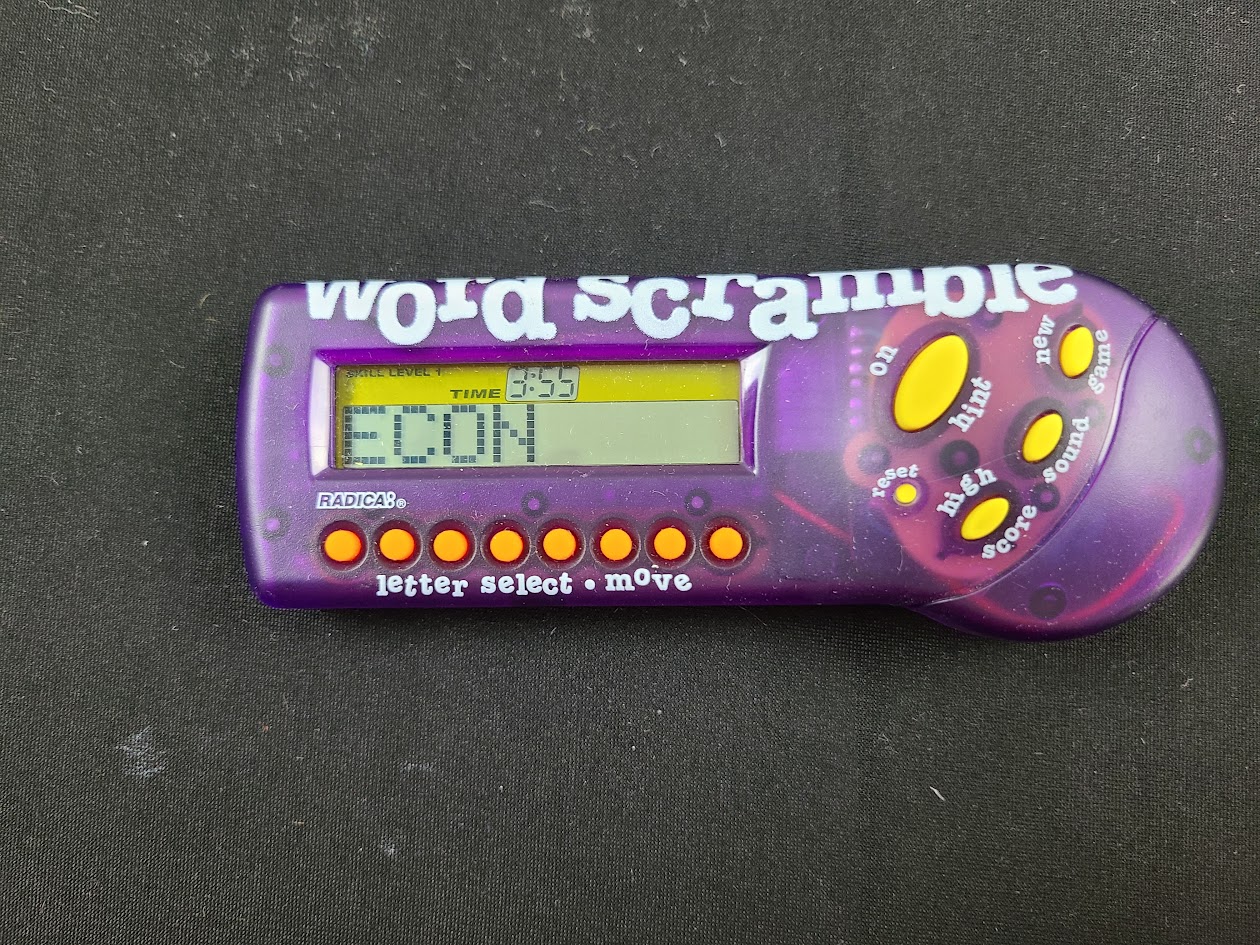 word scramble
SKILL LEVEL 1
TIME 3:55
ECON
RADICA:®
letter select • move
on
hint
new game
sound
reset
high score